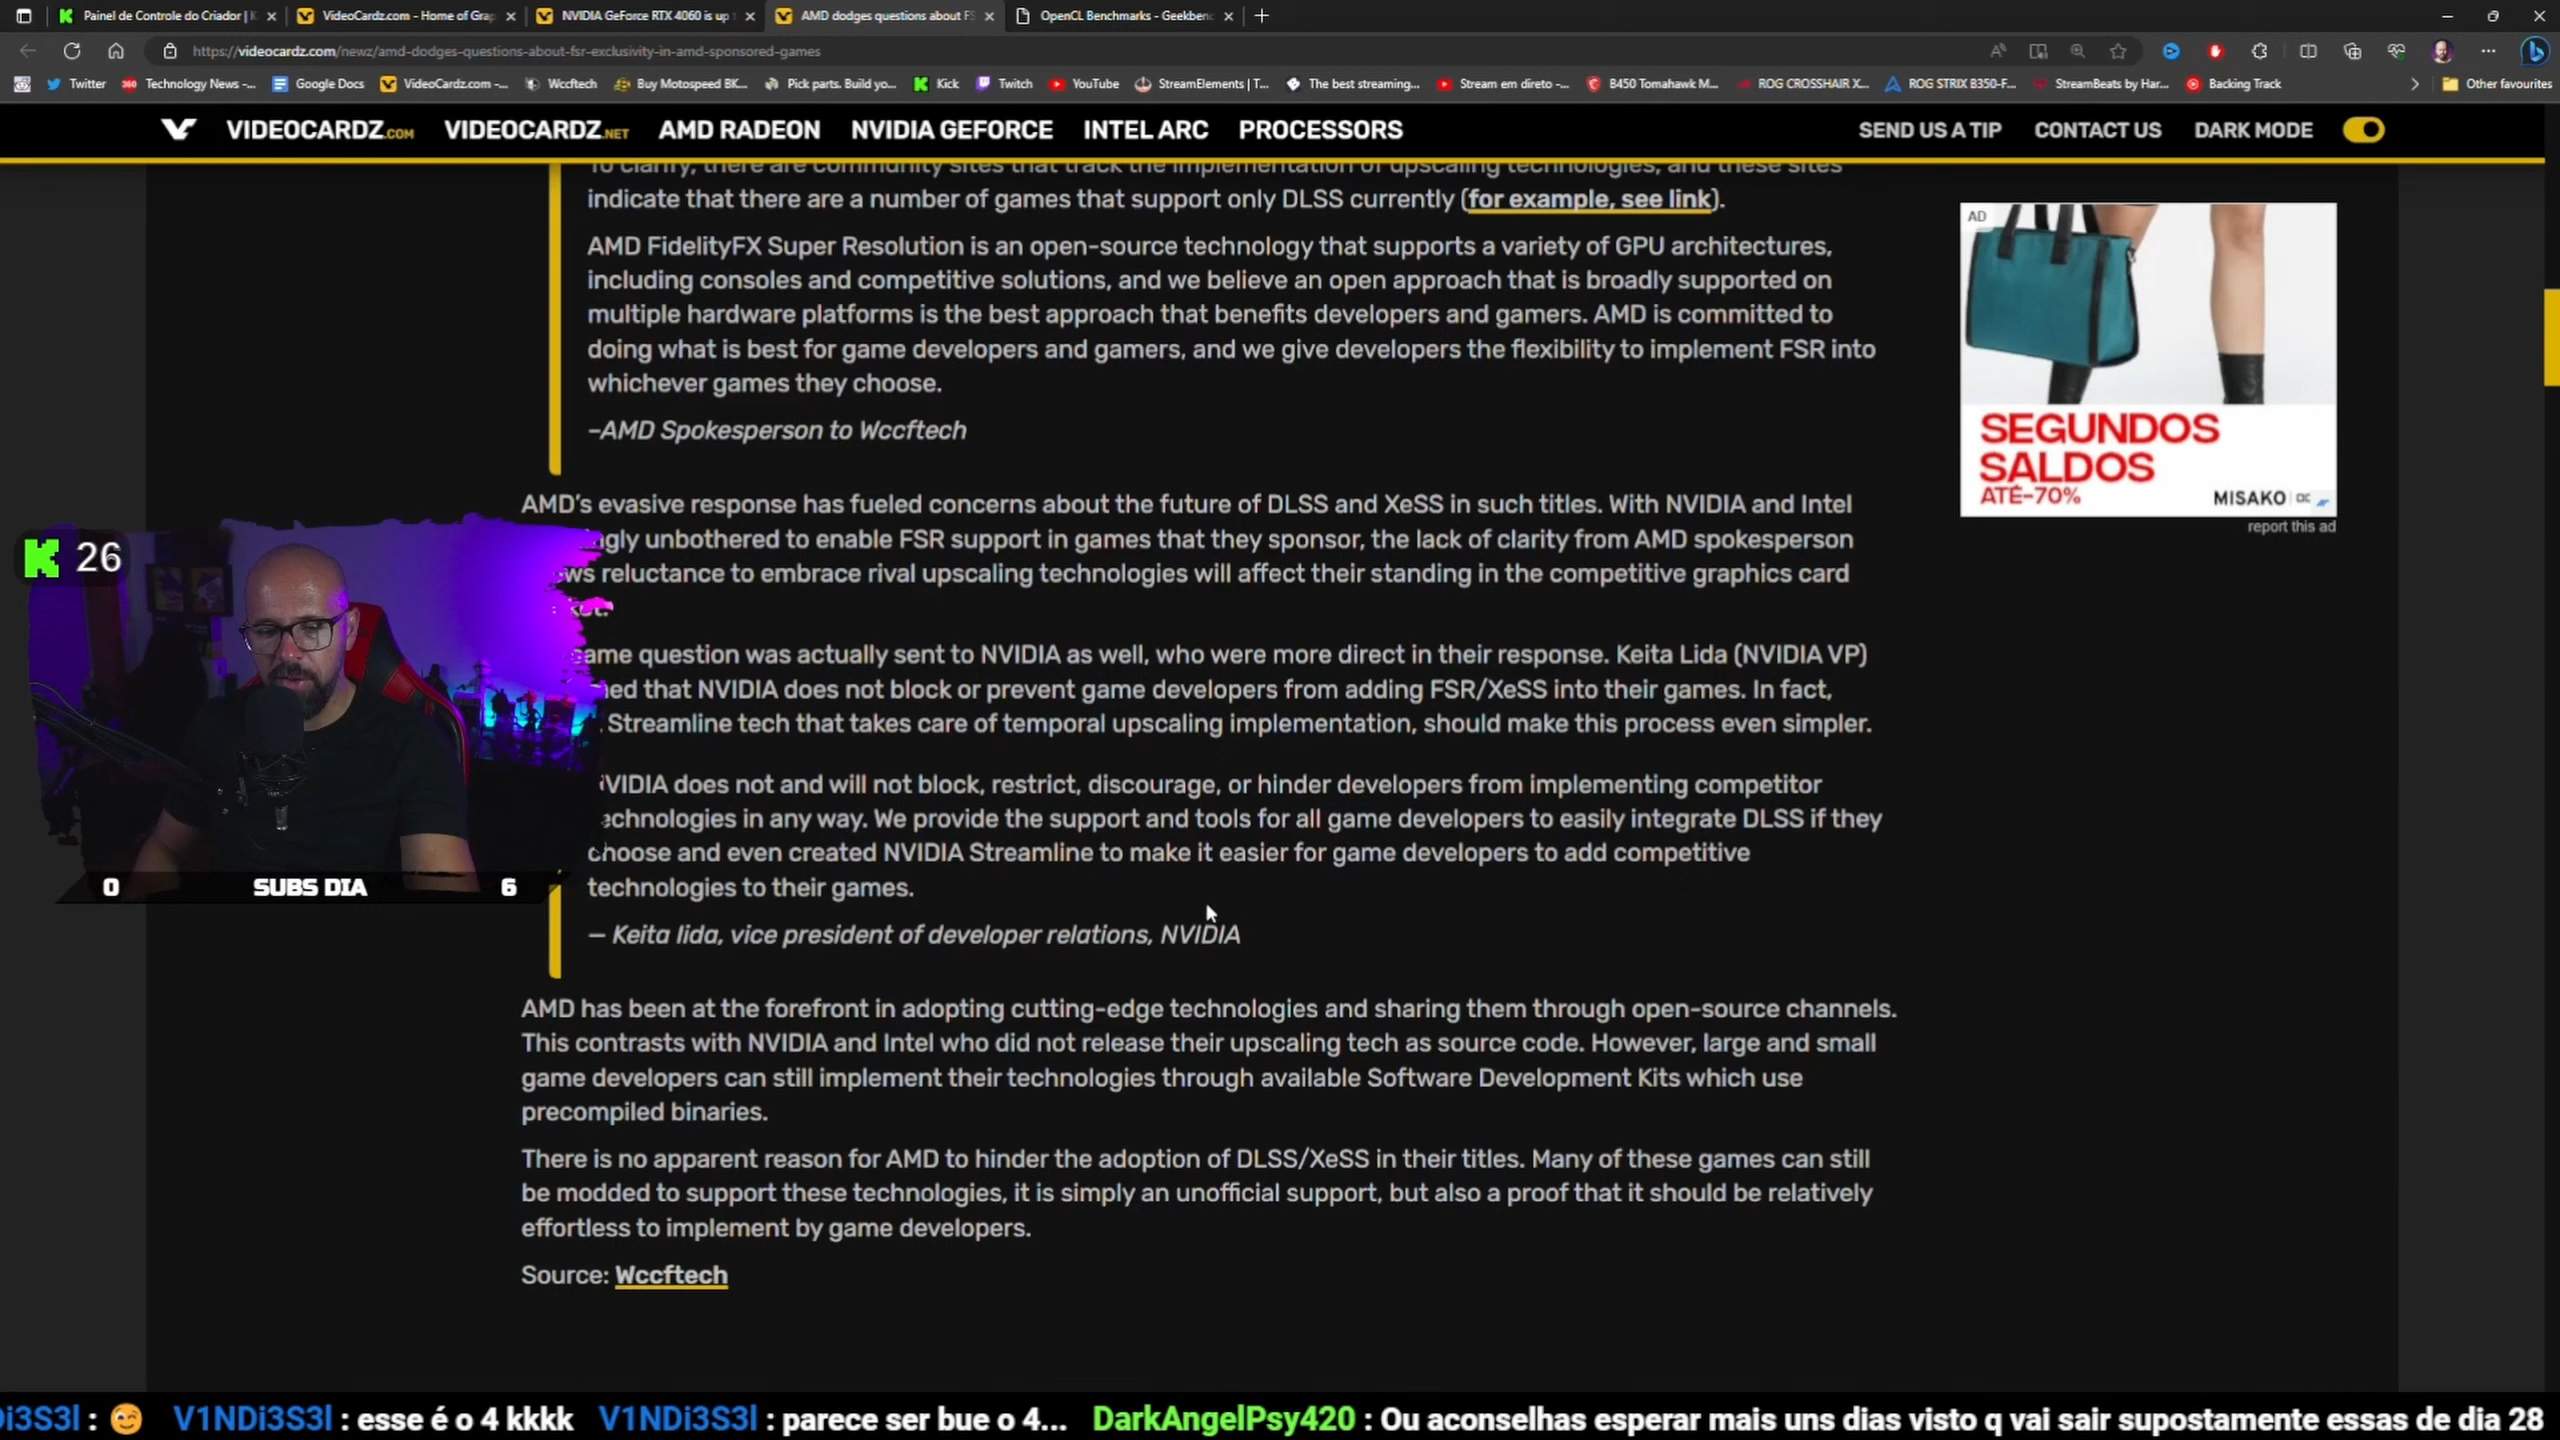 Painel de Controle do Criador | K
VideoCardz.com - Home of Grap
NVIDIA GeForce RTX 4060 is up t
AMD dodges questions about FS
OpenCL Benchmarks - Geekbenc
https://videocardz.com/newz/amd-dodges-questions-about-fsr-exclusivity-in-amd-sponsored-games
Twitter
Technology News -...
Google Docs
VideoCardz.com -...
Wccftech
Buy Motospeed BK...
Pick parts. Build yo...
Kick
Twitch
YouTube
StreamElements | T...
The best streaming...
Stream em direto -...
B450 Tomahawk M...
ROG CROSSHAIR X...
ROG STRIX B350-F...
StreamBeats by Har...
Backing Track
Other favourites
VIDEOCARDZ.COM
VIDEOCARDZ.NET
AMD RADEON
NVIDIA GEFORCE
INTEL ARC
PROCESSORS
SEND US A TIP
CONTACT US
DARK MODE
To clarify, there are community sites that track the implementation of upscaling technologies, and these sites
indicate that there are a number of games that support only DLSS currently (for example, see link).
AMD FidelityFX Super Resolution is an open-source technology that supports a variety of GPU architectures,
including consoles and competitive solutions, and we believe an open approach that is broadly supported on
multiple hardware platforms is the best approach that benefits developers and gamers. AMD is committed to
doing what is best for game developers and gamers, and we give developers the flexibility to implement FSR into
whichever games they choose.
–AMD Spokesperson to Wccftech
AD
SEGUNDOS
SALDOS
ATÉ-70%
MISAKO
report this ad
AMD's evasive response has fueled concerns about the future of DLSS and XeSS in such titles. With NVIDIA and Intel
ngly unbothered to enable FSR support in games that they sponsor, the lack of clarity from AMD spokesperson
ws reluctance to embrace rival upscaling technologies will affect their standing in the competitive graphics card
ame question was actually sent to NVIDIA as well, who were more direct in their response. Keita Lida (NVIDIA VP)
ned that NVIDIA does not block or prevent game developers from adding FSR/XeSS into their games. In fact,
Streamline tech that takes care of temporal upscaling implementation, should make this process even simpler.
VIDIA does not and will not block, restrict, discourage, or hinder developers from implementing competitor
echnologies in any way. We provide the support and tools for all game developers to easily integrate DLSS if they
choose and even created NVIDIA Streamline to make it easier for game developers to add competitive
technologies to their games.
— Keita Iida, vice president of developer relations, NVIDIA
AMD has been at the forefront in adopting cutting-edge technologies and sharing them through open-source channels.
This contrasts with NVIDIA and Intel who did not release their upscaling tech as source code. However, large and small
game developers can still implement their technologies through available Software Development Kits which use
precompiled binaries.
There is no apparent reason for AMD to hinder the adoption of DLSS/XeSS in their titles. Many of these games can still
be modded to support these technologies, it is simply an unofficial support, but also a proof that it should be relatively
effortless to implement by game developers.
Source: Wccftech
K 26
0 SUBS DIA 6
Di3S3l : 😉 V1NDi3S3l : esse é o 4 kkkk V1NDi3S3l : parece ser bue o 4... DarkAngelPsy420 : Ou aconselhas esperar mais uns dias visto q vai sair supostamente essas de dia 28